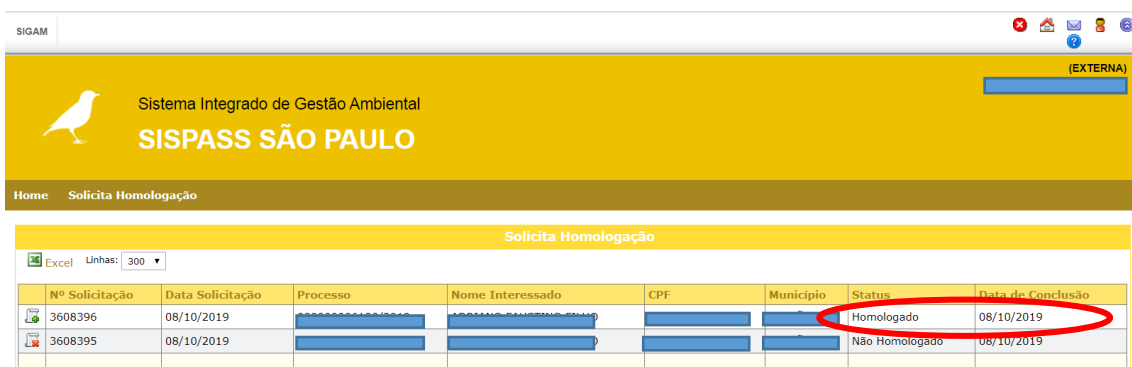 SIGAM
(EXTERNA)
Sistema Integrado de Gestão Ambiental
SISPASS SÃO PAULO
Home Solicita Homologação
Solicita Homologação
Excel Linhas: 300
Nº Solicitação Data Solicitação Processo Nome Interessado CPF Município Status Data de Conclusão
3608396 08/10/2019 Homologado 08/10/2019
3608395 08/10/2019 Não Homologado 08/10/2019